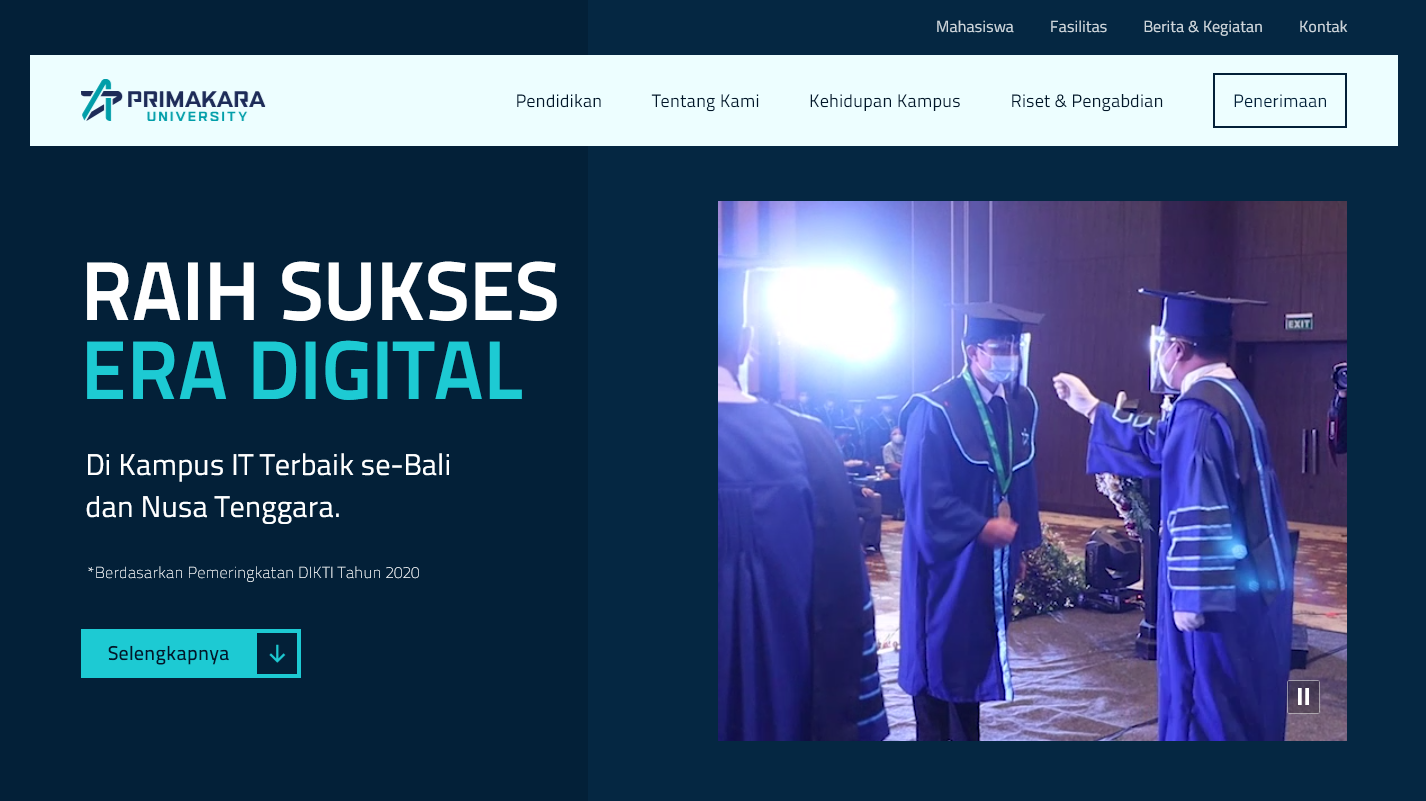 Mahasiswa Fasilitas Berita & Kegiatan Kontak
PRIMAKARA
UNIVERSITY
Pendidikan Tentang Kami Kehidupan Kampus Riset & Pengabdian Penerimaan
RAIH SUKSES
ERA DIGITAL
Di Kampus IT Terbaik se-Bali
dan Nusa Tenggara.
*Berdasarkan Pemeringkatan DIKTI Tahun 2020
Selengkapnya
EXIT